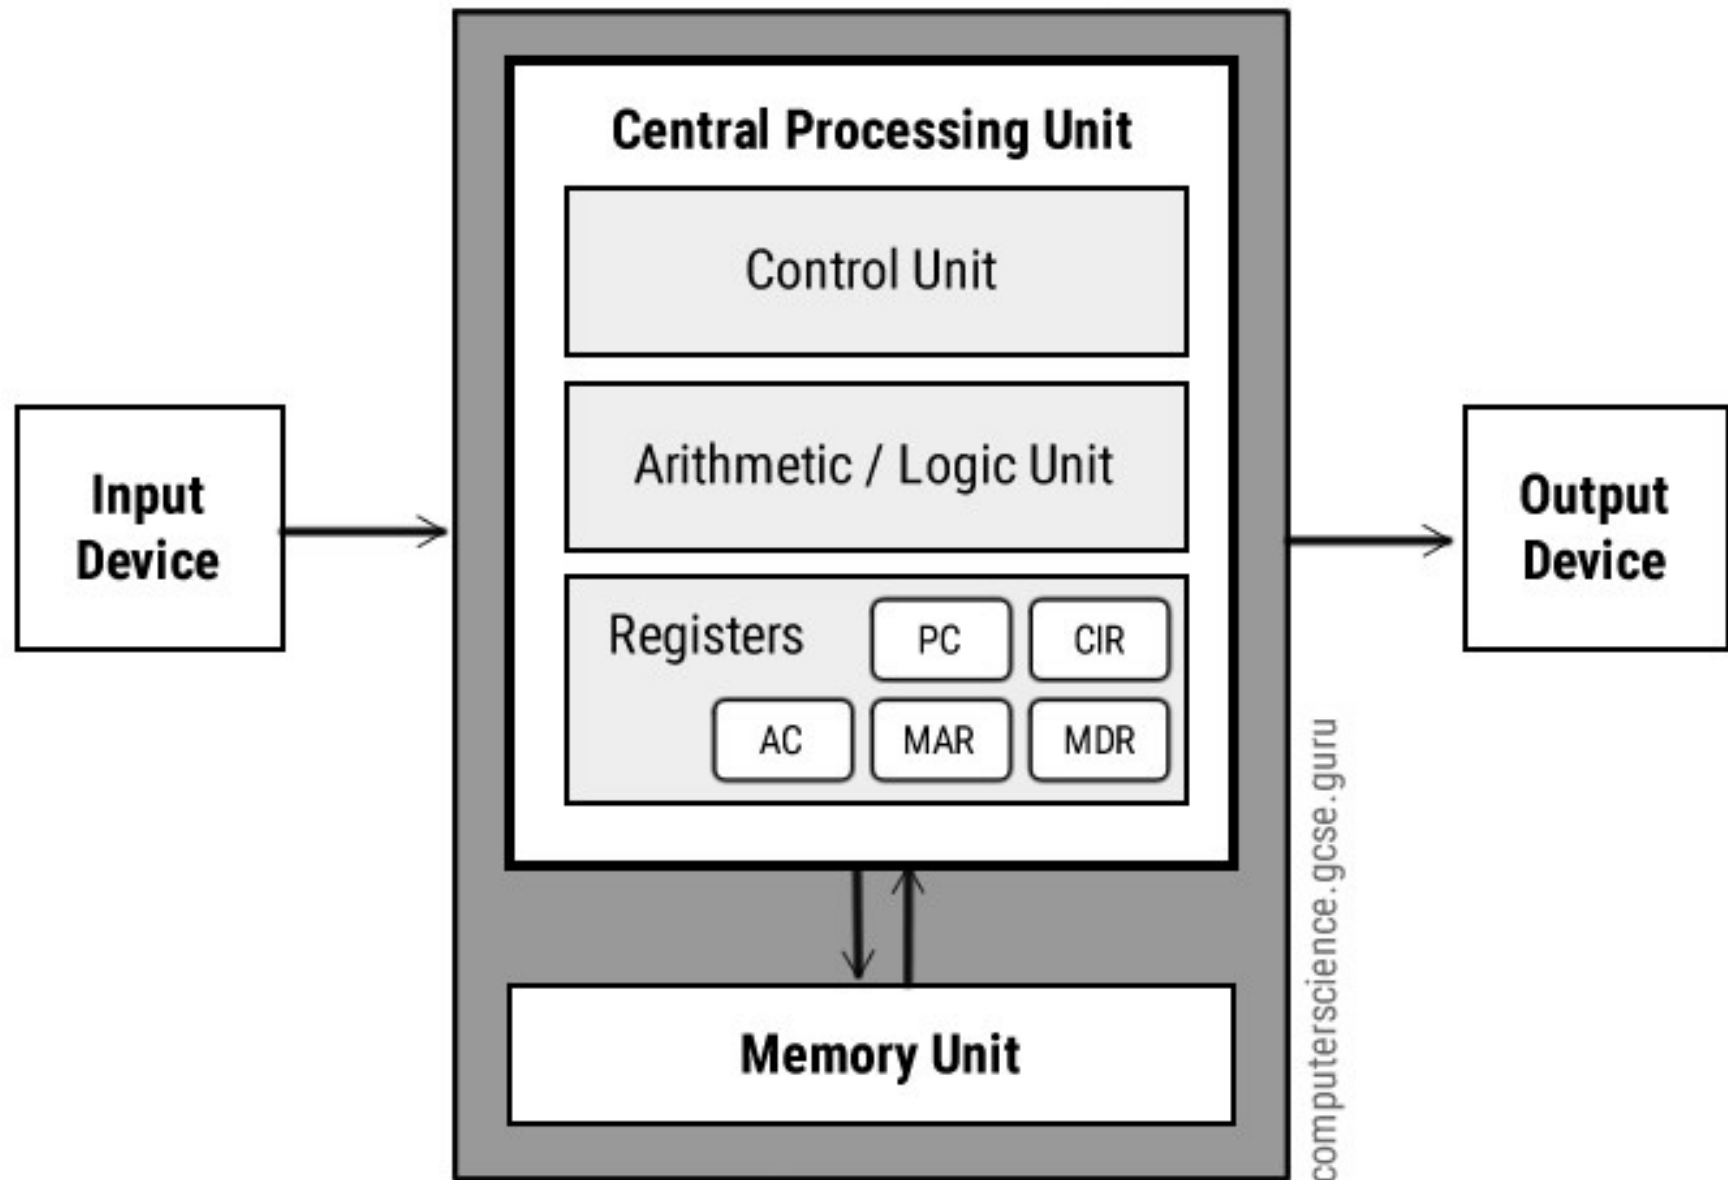 Central Processing Unit
Control Unit
Arithmetic / Logic Unit
Input
Device
Output
Device
Registers
PC
CIR
AC
MAR
MDR
Memory Unit
computerscience.gcse.guru